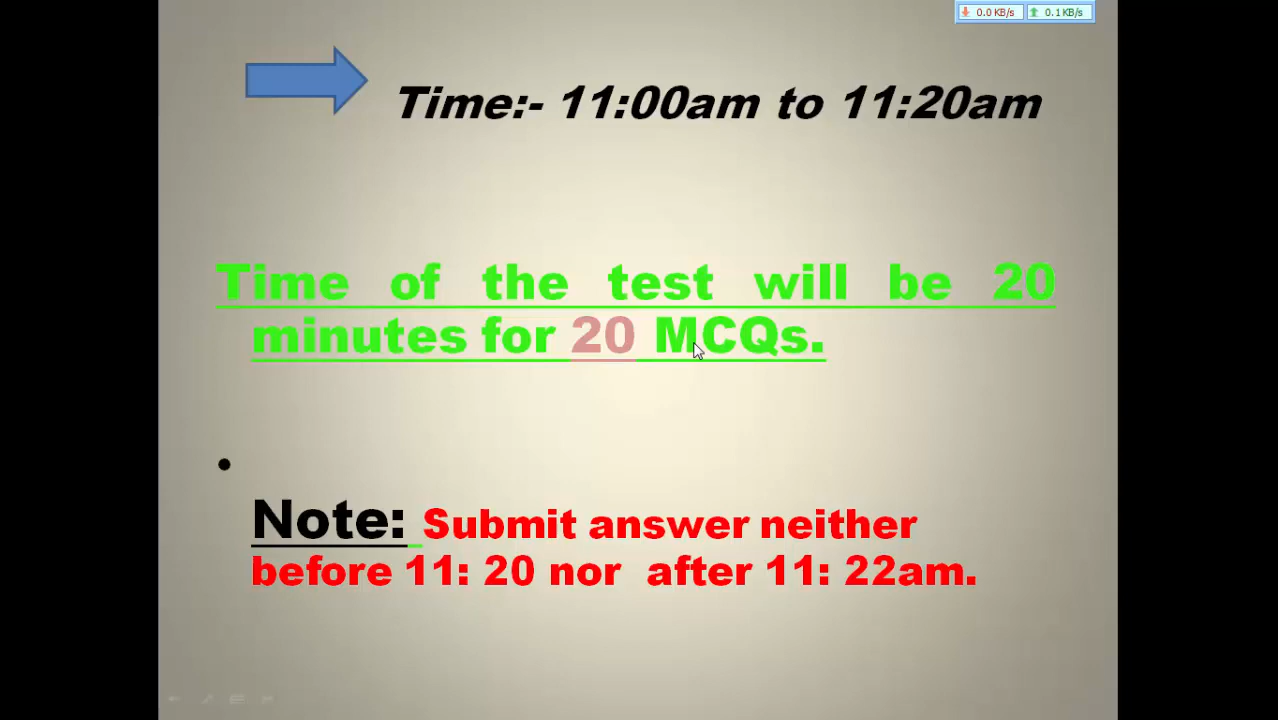 0.0 KB/s 0.1 KB/s
Time:- 11:00am to 11:20am
Time of the test will be 20
minutes for 20 MCQs.
•
Note: Submit answer neither
before 11: 20 nor after 11: 22am.